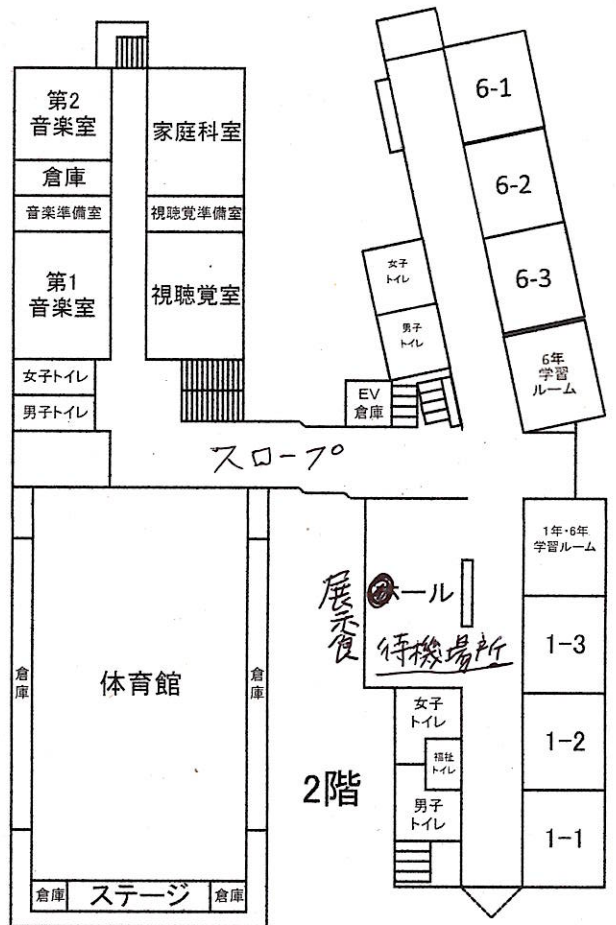 第2
音楽室
家庭科室
倉庫
音楽準備室
視聴覚準備室
第1
音楽室
視聴覚室
女子トイレ
男子トイレ
6-1
6-2
6-3
6年
学習
ルーム
女子
トイレ
男子
トイレ
EV
倉庫
スロープ
1年・6年
学習ルーム
ホール
展示食
待機場所
1-3
1-2
1-1
倉庫
体育館
倉庫
女子
トイレ
福祉
トイレ
男子
トイレ
2階
倉庫
ステージ
倉庫